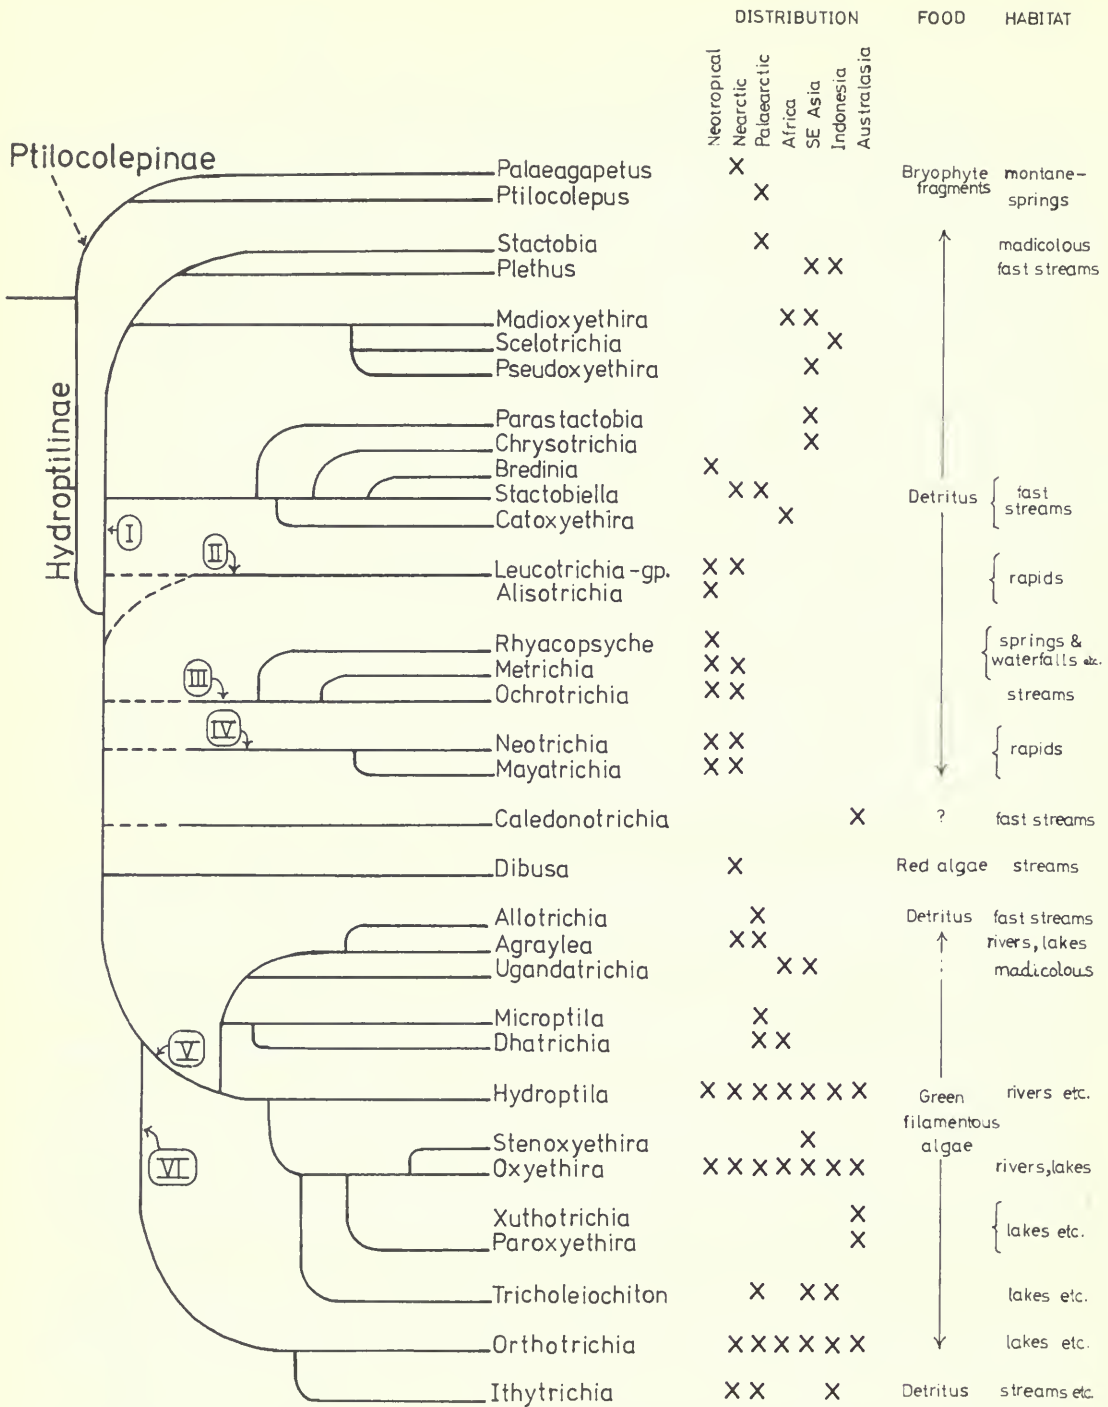 DISTRIBUTION FOOD HABITAT
Neotropical
Nearctic
Palaearctic
Africa
SE Asia
Indonesia
Australasia
Ptilocolepinae
Hydroptilinae
Palaeagapetus X Bryophyte montane-
Ptilocolepus X fragments springs
Stactobia X madicolous
Plethus X X fast streams
Madioxyethira X X
Scelotrichia X
Pseudoxyethira X
Parastactobia X
Chrysotrichia X
Bredinia X
Stactobiella X X Detritus fast
Catoxyethira X streams
I
II
Leucotrichia-gp. X X rapids
Alisotrichia X
Rhyacopsyche X springs &
Metrichia X X waterfalls etc.
III
Ochrotrichia X X streams
IV
Neotrichia X X rapids
Mayatrichia X X
Caledonotrichia X ? fast streams
Dibusa X Red algae streams
Allotrichia X Detritus fast streams
Agraylea X X rivers, lakes
Ugandatrichia X X madicolous
Microptila X
Dhatrichia X X
V
Hydroptila X X X X X X X Green rivers etc.
filamentous
Stenoxyethira X algae
Oxyethira X X X X X X X rivers, lakes
VI
Xuthotrichia X lakes etc.
Paroxyethira X
Tricholeiochiton X X X lakes etc.
Orthotrichia X X X X X X lakes etc.
Ithytrichia X X X Detritus streams etc.